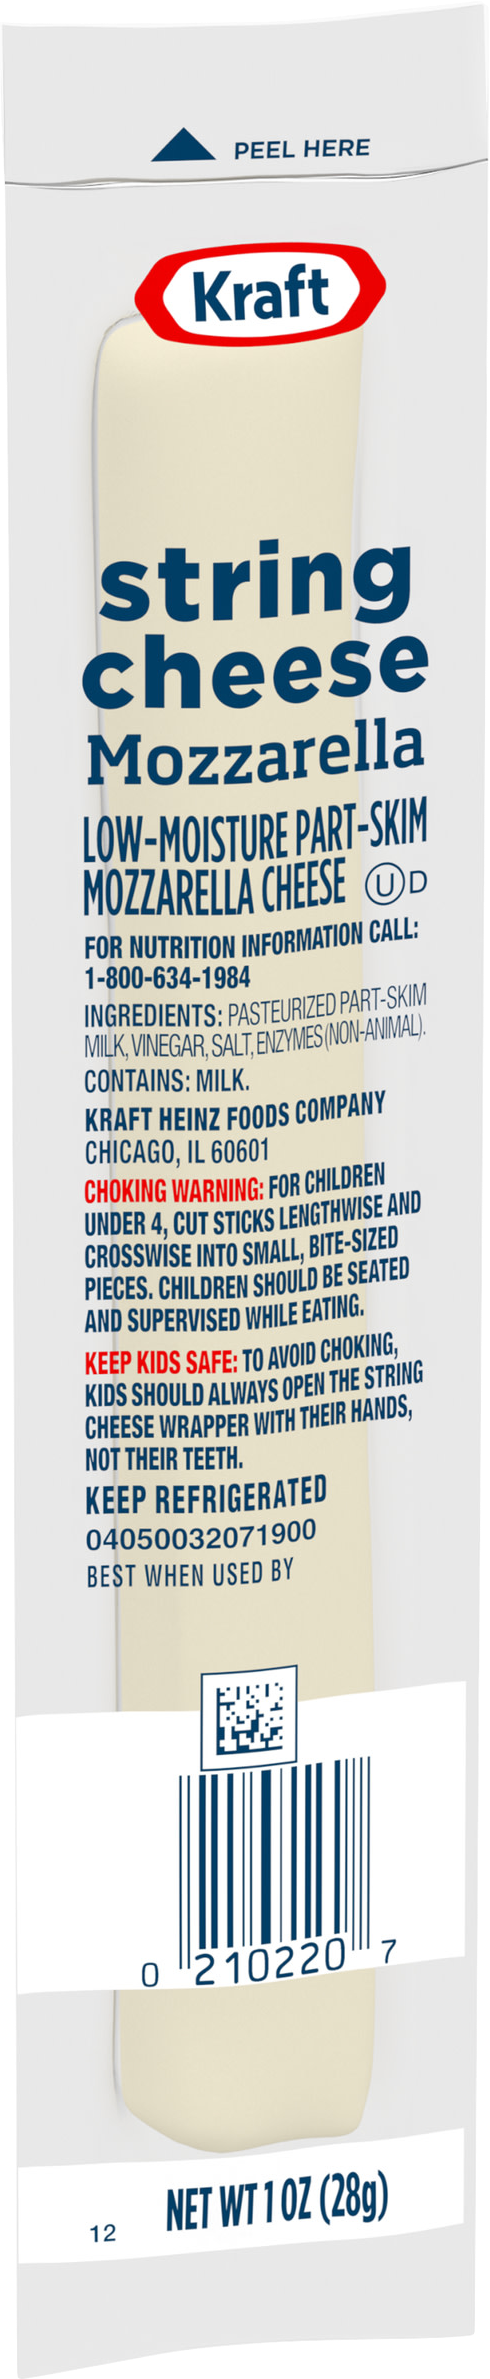 PEEL HERE
Kraft
string
cheese
Mozzarella
LOW-MOISTURE PART-SKIM
MOZZARELLA CHEESE Ⓤ D
FOR NUTRITION INFORMATION CALL:
1-800-634-1984
INGREDIENTS: PASTEURIZED PART-SKIM
MILK, VINEGAR, SALT, ENZYMES (NON-ANIMAL).
CONTAINS: MILK.
KRAFT HEINZ FOODS COMPANY
CHICAGO, IL 60601
CHOKING WARNING: FOR CHILDREN
UNDER 4, CUT STICKS LENGTHWISE AND
CROSSWISE INTO SMALL, BITE-SIZED
PIECES. CHILDREN SHOULD BE SEATED
AND SUPERVISED WHILE EATING.
KEEP KIDS SAFE: TO AVOID CHOKING,
KIDS SHOULD ALWAYS OPEN THE STRING
CHEESE WRAPPER WITH THEIR HANDS,
NOT THEIR TEETH.
KEEP REFRIGERATED
04050032071900
BEST WHEN USED BY
0 210220 7
NET WT 1 OZ (28g)
12